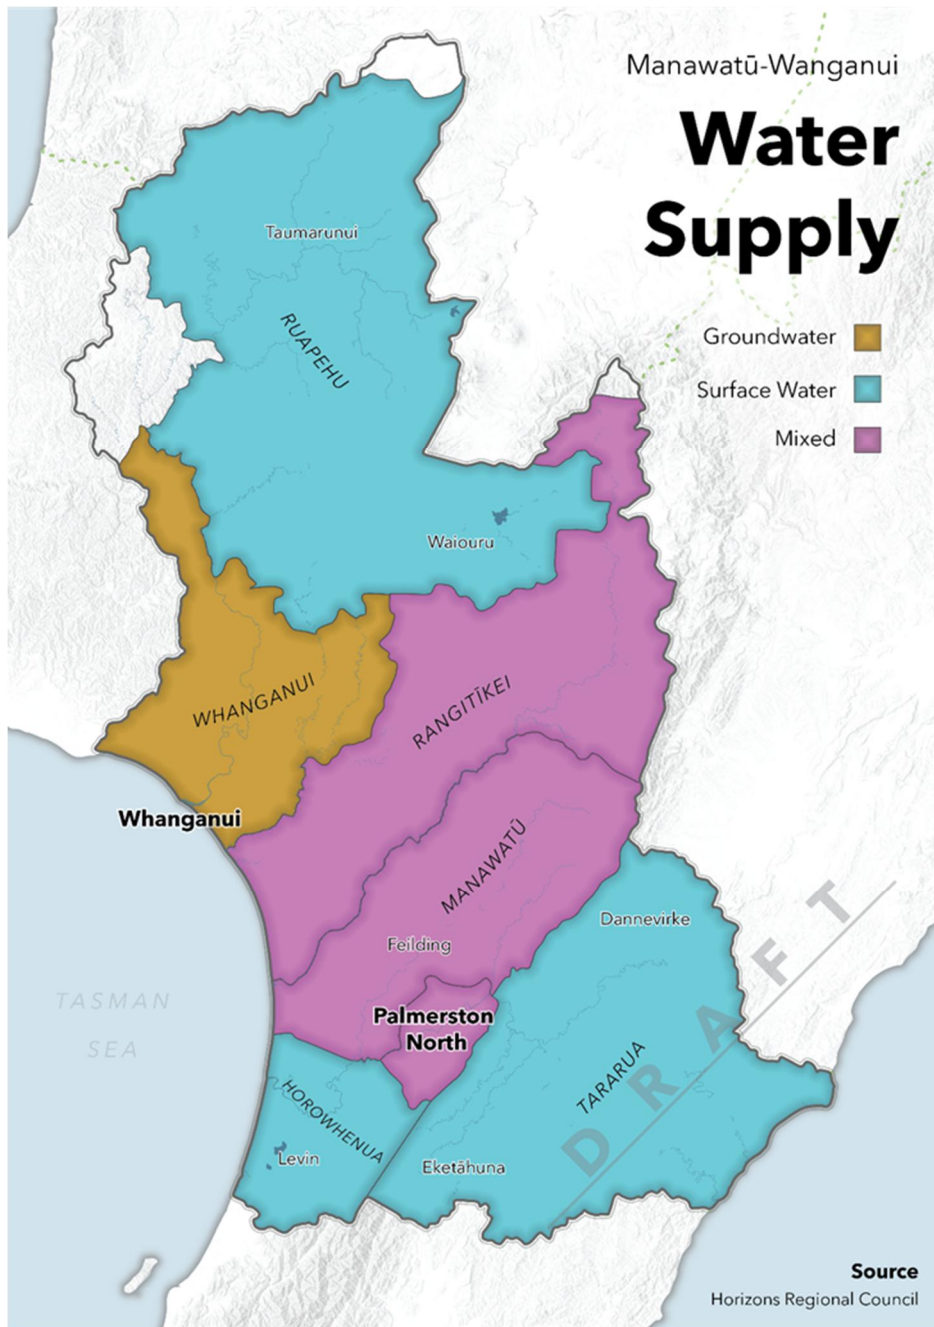 Manawatū-Wanganui
Water
Supply
Groundwater
Surface Water
Mixed
Taumarunui
RUAPEHU
Waiouru
WHANGANUI
RANGITĪKEI
Whanganui
MANAWATŪ
Dannevirke
Feilding
TASMAN
SEA
Palmerston
North
HOROWHENUA
TARARUA
Levin
Eketāhuna
DRAFT
Source
Horizons Regional Council